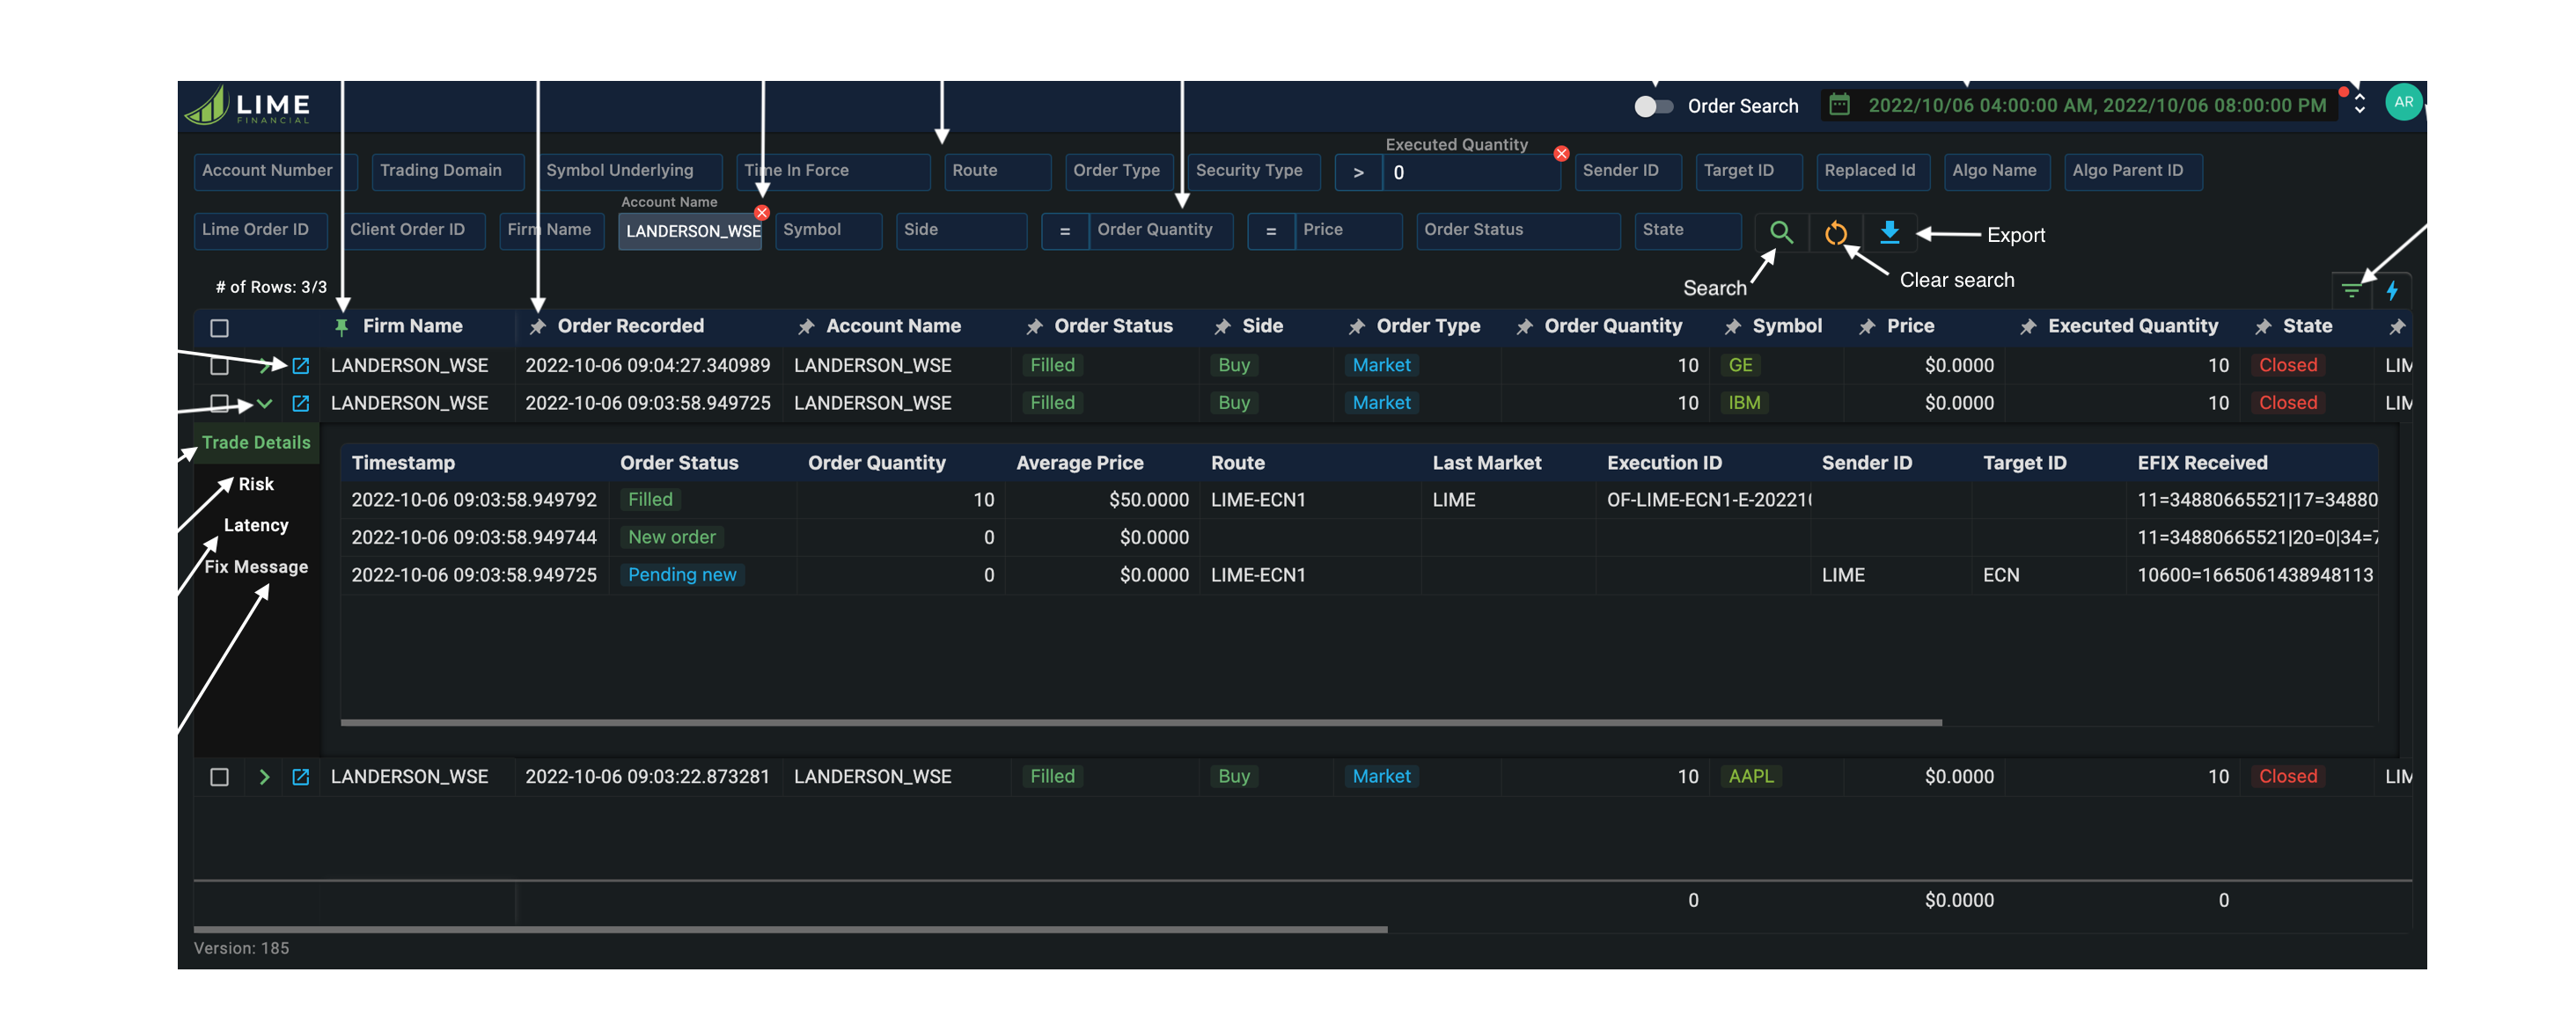 LIME
FINANCIAL
Order Search
2022/10/06 04:00:00 AM, 2022/10/06 08:00:00 PM
AR
Executed Quantity
Account Number Trading Domain Symbol Underlying Time In Force Route Order Type Security Type > 0 Sender ID Target ID Replaced Id Algo Name Algo Parent ID
Account Name
Lime Order ID Client Order ID Firm Name LANDERSON_WSE Symbol Side = Order Quantity = Price Order Status State
Export
Search
Clear search
# of Rows: 3/3
Firm Name Order Recorded Account Name Order Status Side Order Type Order Quantity Symbol Price Executed Quantity State
LANDERSON_WSE 2022-10-06 09:04:27.340989 LANDERSON_WSE Filled Buy Market 10 GE $0.0000 10 Closed LIM
LANDERSON_WSE 2022-10-06 09:03:58.949725 LANDERSON_WSE Filled Buy Market 10 IBM $0.0000 10 Closed LIM
Trade Details
Risk
Latency
Fix Message
Timestamp Order Status Order Quantity Average Price Route Last Market Execution ID Sender ID Target ID EFIX Received
2022-10-06 09:03:58.949792 Filled 10 $50.0000 LIME-ECN1 LIME OF-LIME-ECN1-E-20221 11=34880665521|17=34880
2022-10-06 09:03:58.949744 New order 0 $0.0000 11=34880665521|20=0|34=7
2022-10-06 09:03:58.949725 Pending new 0 $0.0000 LIME-ECN1 LIME ECN 10600=1665061438948113
LANDERSON_WSE 2022-10-06 09:03:22.873281 LANDERSON_WSE Filled Buy Market 10 AAPL $0.0000 10 Closed LIM
0 $0.0000 0
Version: 185